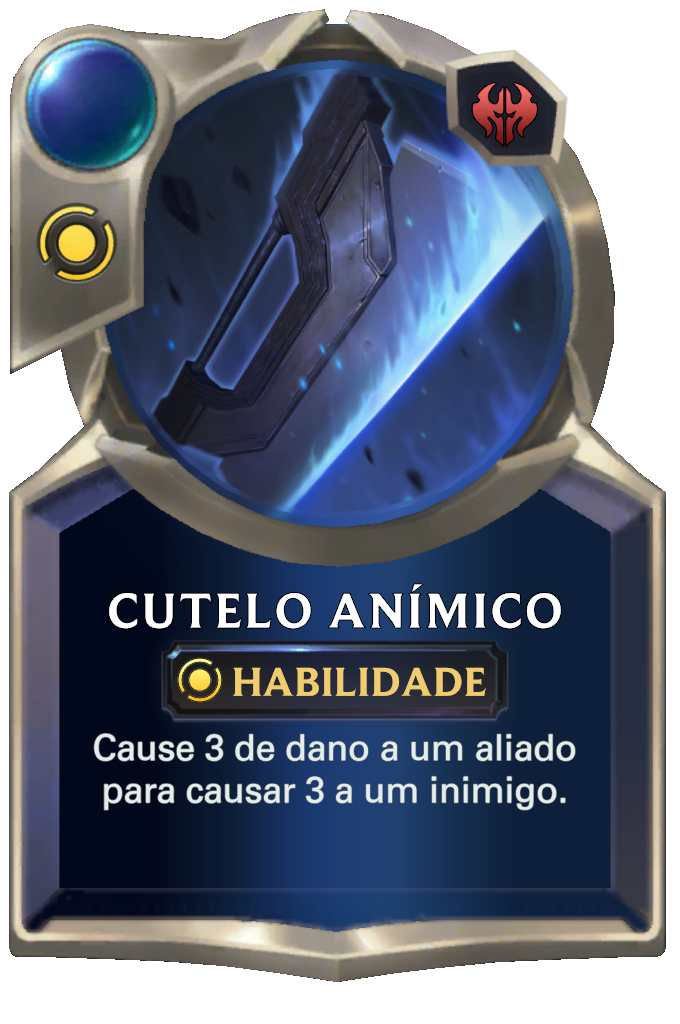 CUTELO ANÍMICO
HABILIDADE
Cause 3 de dano a um aliado
para causar 3 a um inimigo.